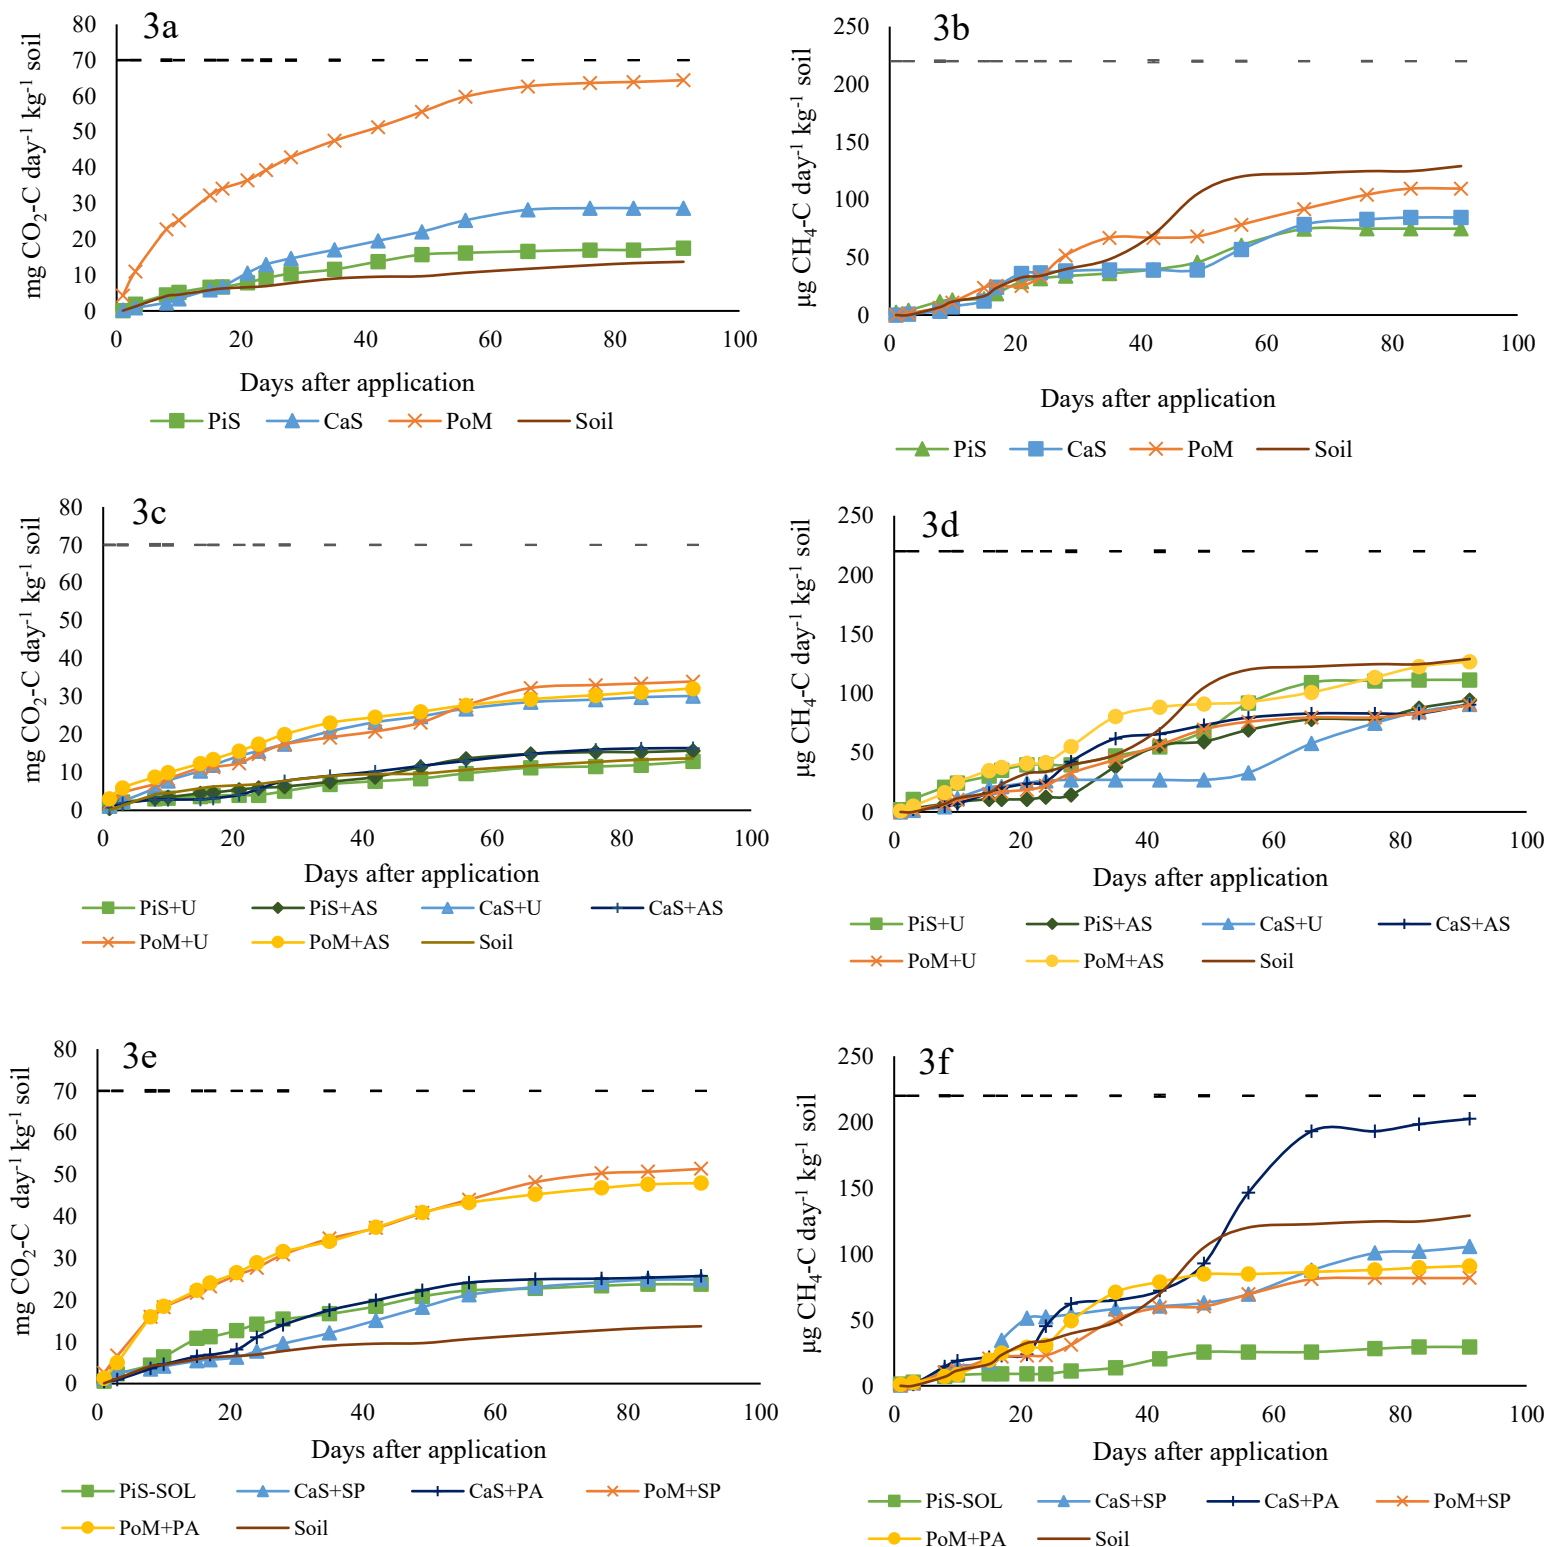 3a
mg CO2-C day-1 kg-1 soil
80
70
60
50
40
30
20
10
0
0 20 40 60 80 100
Days after application
PiS CaS PoM Soil
3b
µg CH4-C day-1 kg-1 soil
250
200
150
100
50
0
0 20 40 60 80 100
Days after application
PiS CaS PoM Soil
3c
mg CO2-C day-1 kg-1 soil
80
70
60
50
40
30
20
10
0
0 20 40 60 80 100
Days after application
PiS+U PiS+AS CaS+U CaS+AS
PoM+U PoM+AS Soil
3d
µg CH4-C day-1 kg-1 soil
250
200
150
100
50
0
0 20 40 60 80 100
Days after application
PiS+U PiS+AS CaS+U CaS+AS
PoM+U PoM+AS Soil
3e
mg CO2-C day-1 kg-1 soil
80
70
60
50
40
30
20
10
0
0 20 40 60 80 100
Days after application
PiS-SOL CaS+SP CaS+PA PoM+SP
PoM+PA Soil
3f
µg CH4-C day-1 kg-1 soil
250
200
150
100
50
0
0 20 40 60 80 100
Days after application
PiS-SOL CaS+SP CaS+PA PoM+SP
PoM+PA Soil